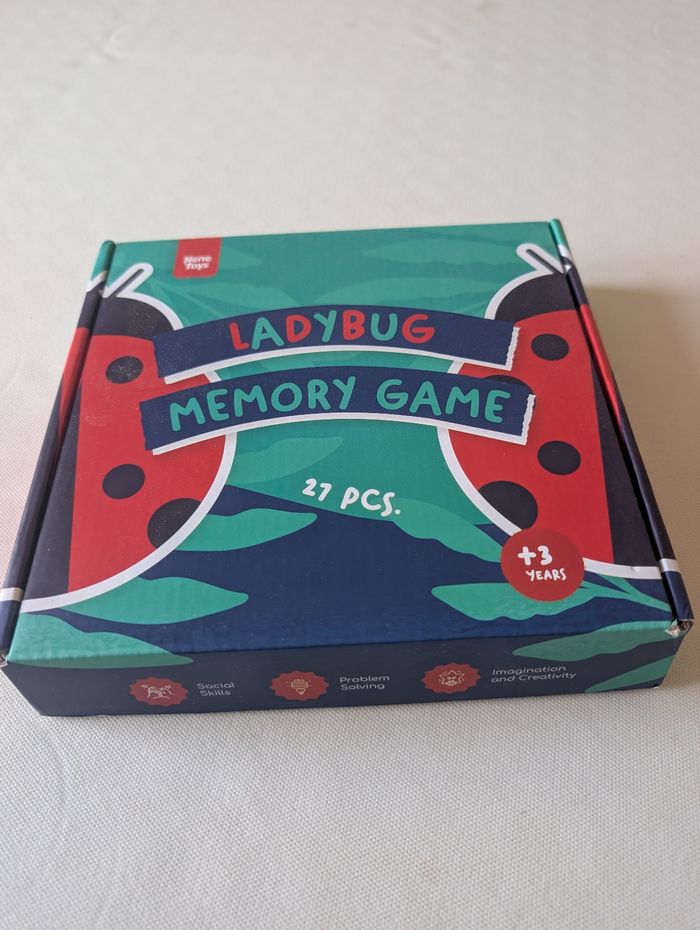 Nene
Toys
LADYBUG
MEMORY GAME
27 PCS.
+3
YEARS
Social
Skills
Problem
Solving
Imagination
and Creativity